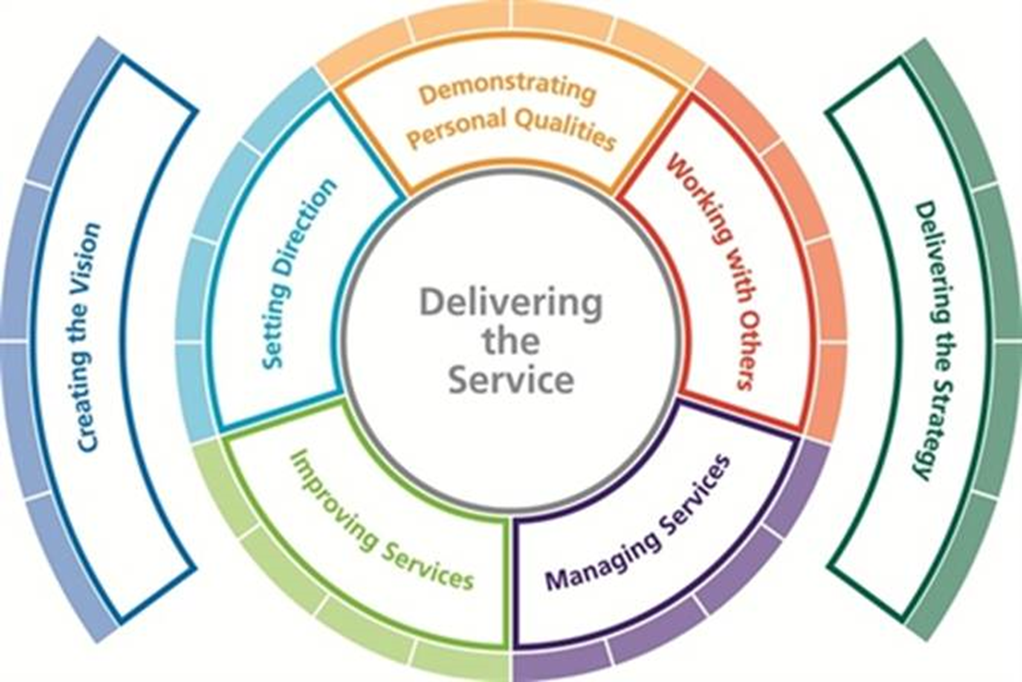 Demonstrating
Personal Qualities
Working with Others
Managing Services
Improving Services
Setting Direction
Delivering
the
Service
Creating the Vision
Delivering the Strategy